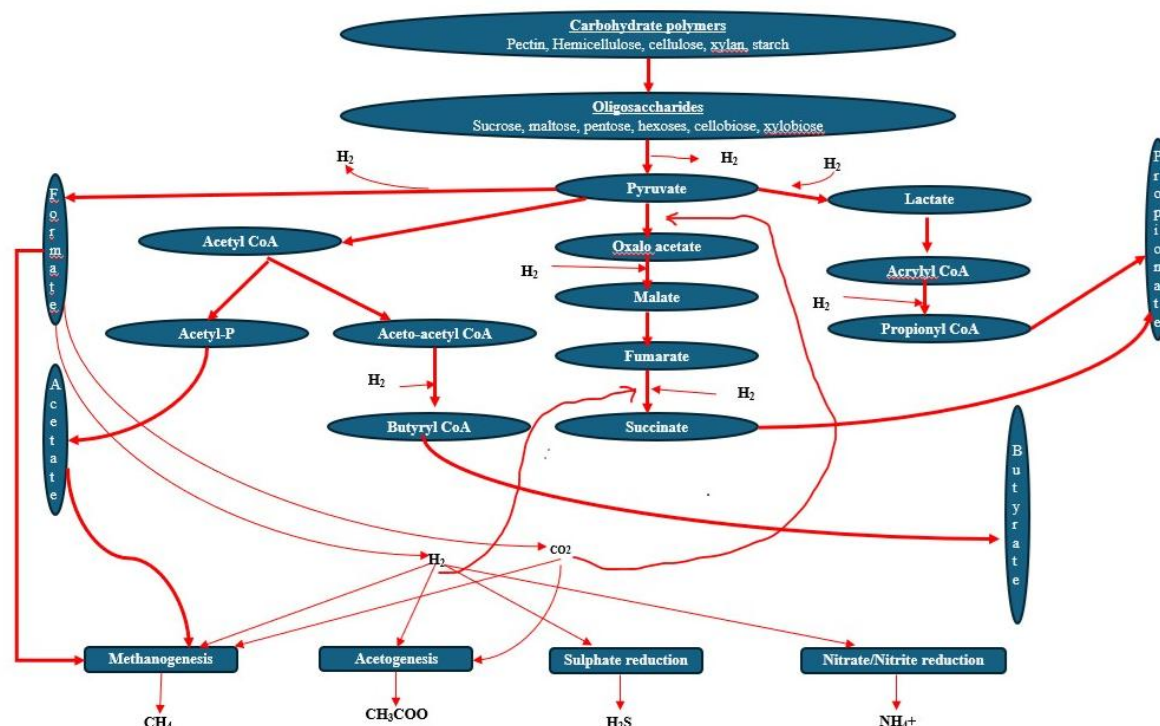 Carbohydrate polymers
Pectin, Hemicellulose, cellulose, xylan, starch
Oligosaccharides
Sucrose, maltose, pentose, hexoses, cellobiose, xylobiose
H₂
H₂
H₂
Formate
Pyruvate
Lactate
Propionate
Acetyl CoA
Oxalo acetate
H₂
Acrylyl CoA
Malate
H₂
Acetyl-P
Aceto-acetyl CoA
Propionyl CoA
Fumarate
Acetate
H₂
H₂
Butyryl CoA
Succinate
Butyrate
H₂
CO2
Methanogenesis
Acetogenesis
Sulphate reduction
Nitrate/Nitrite reduction
CH₄
CH₃COO
H₂S
NH₄+